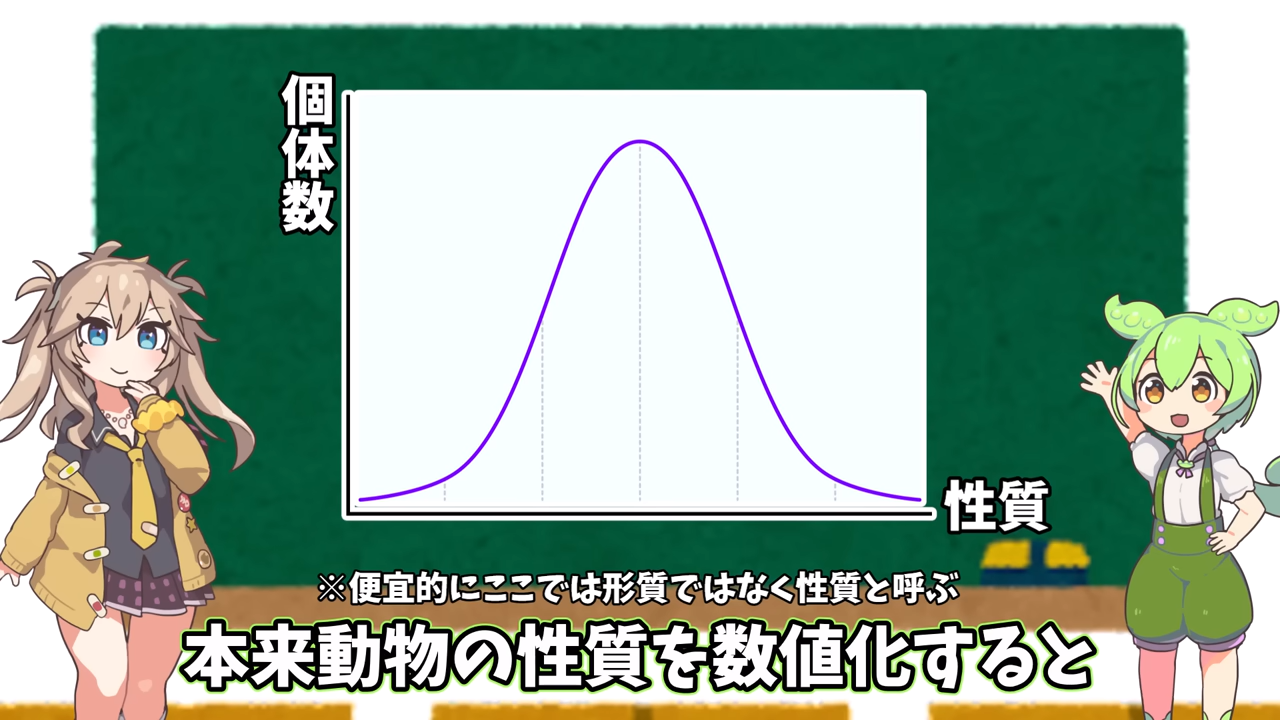 個体数
性質
※便宜的にここでは形質ではなく性質と呼ぶ
本来動物の性質を数値化すると